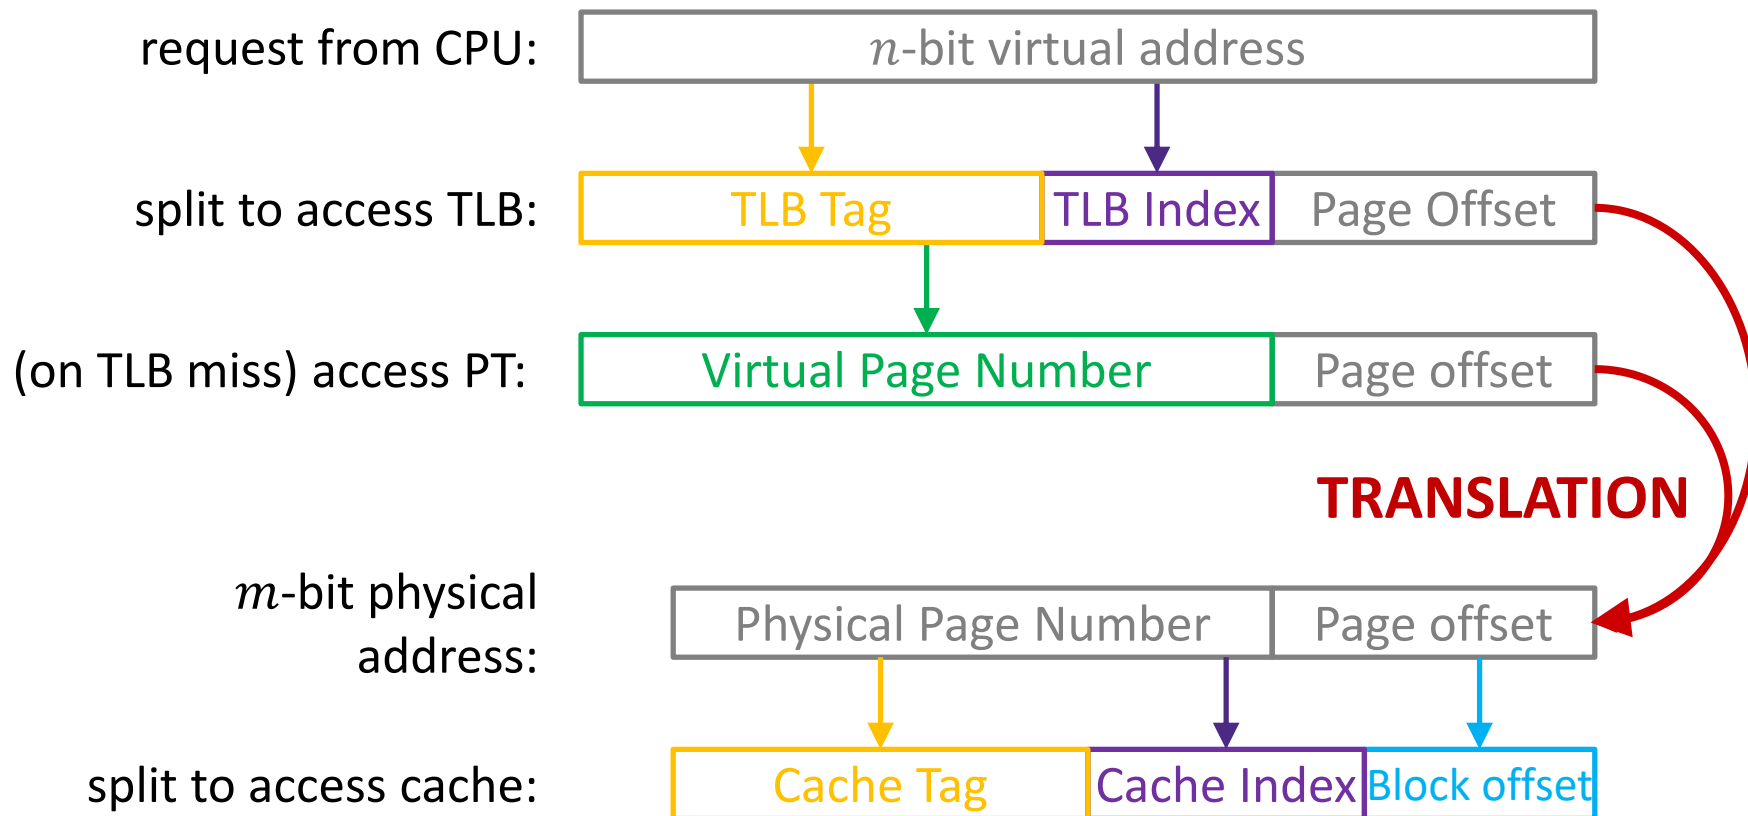 request from CPU: n-bit virtual address
split to access TLB: TLB Tag TLB Index Page Offset
(on TLB miss) access PT: Virtual Page Number Page offset
TRANSLATION
m-bit physical
address: Physical Page Number Page offset
split to access cache: Cache Tag Cache Index Block offset